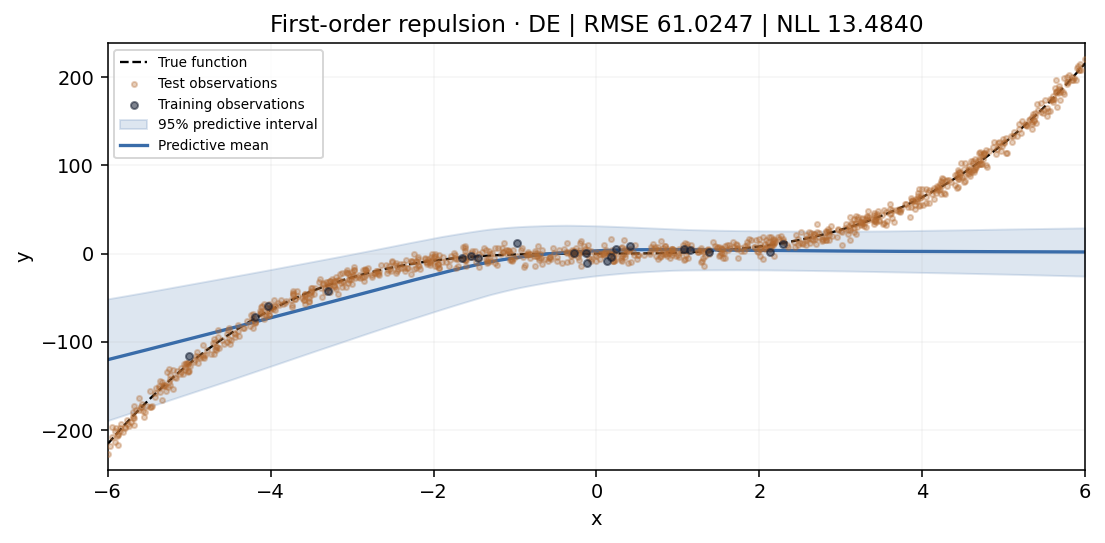 First-order repulsion · DE | RMSE 61.0247 | NLL 13.4840
True function
Test observations
Training observations
95% predictive interval
Predictive mean
y
200
100
0
−100
−200
−6
−4
−2
0
2
4
6
x